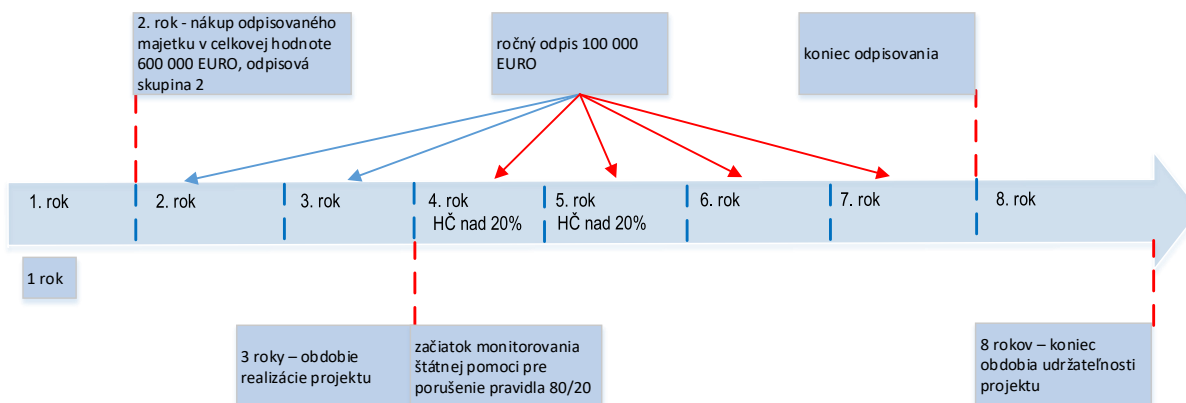 2. rok - nákup odpisovaného
majetku v celkovej hodnote
600 000 EURO, odpisová
skupina 2
ročný odpis 100 000
EURO
koniec odpisovania
1. rok
2. rok
3. rok
4. rok
HČ nad 20%
5. rok
HČ nad 20%
6. rok
7. rok
8. rok
1 rok
3 roky – obdobie
realizácie projektu
začiatok monitorovania
štátnej pomoci pre
porušenie pravidla 80/20
8 rokov – koniec
obdobia udržateľnosti
projektu